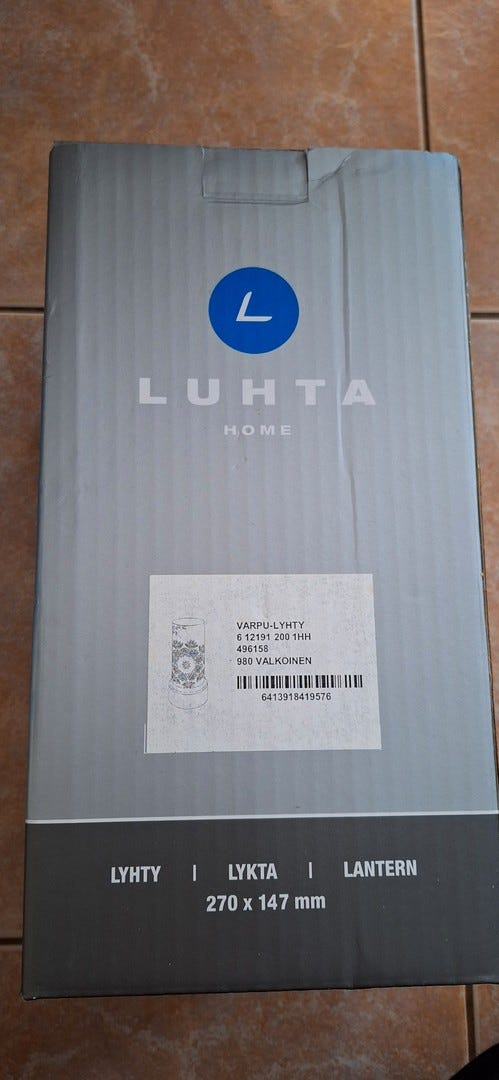 L
LUHTA
HOME
VARPU-LYHTY
6 12191 200 1HH
496158
980 VALKOINEN
6413918419576
LYHTY | LYKTA | LANTERN
270 x 147 mm